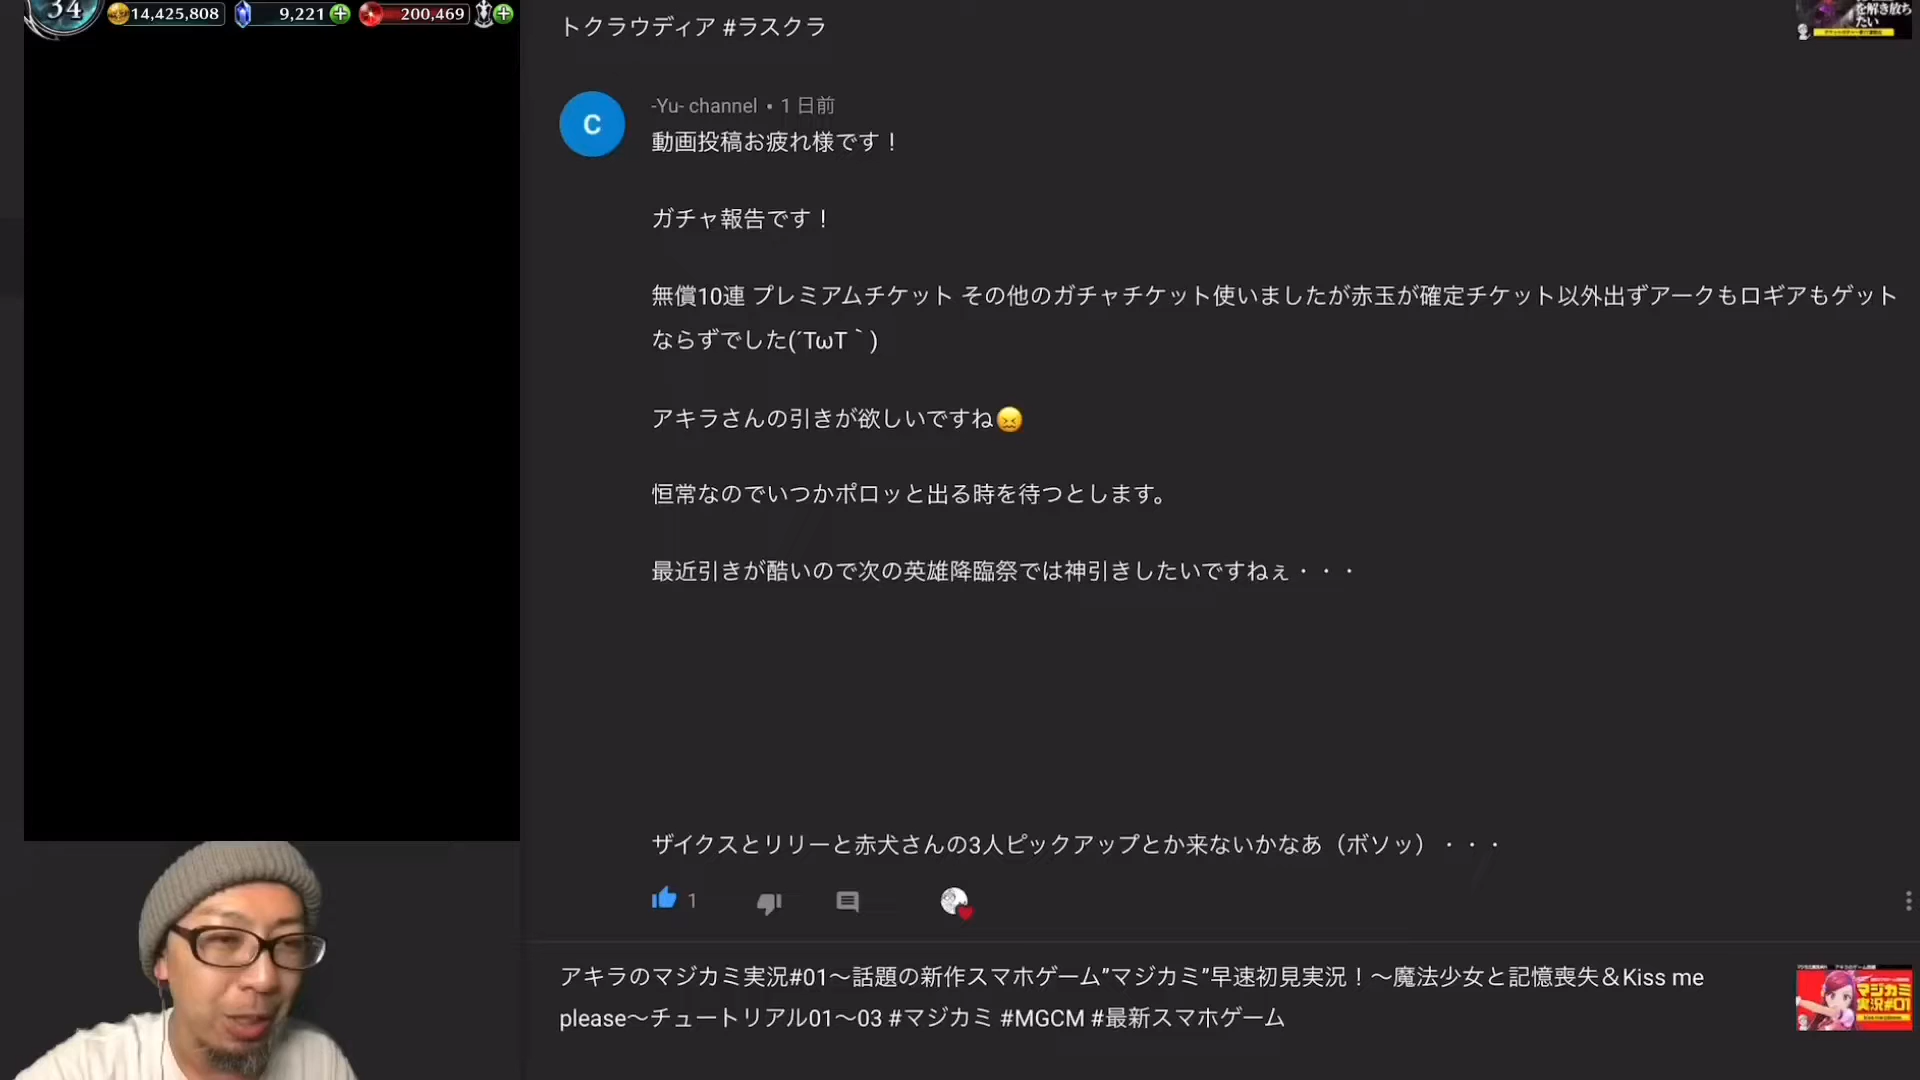 34 14,425,808 9,221 200,469
トクラウディア #ラスクラ
を解き放ち
たい
C
-Yu- channel • 1 日前
動画投稿お疲れ様です！
ガチャ報告です！
無償10連 プレミアムチケット その他のガチャチケット使いましたが赤玉が確定チケット以外出ずアークもロギアもゲット
ならずでした(´TωT｀)
アキラさんの引きが欲しいですね😖
恒常なのでいつかポロッと出る時を待つとします。
最近引きが酷いので次の英雄降臨祭では神引きしたいですねぇ・・・
ザイクスとリリーと赤犬さんの3人ピックアップとか来ないかなあ（ボソッ）・・・
1
アキラのマジカミ実況#01〜話題の新作スマホゲーム”マジカミ”早速初見実況！〜魔法少女と記憶喪失＆Kiss me
please〜チュートリアル01〜03 #マジカミ #MGCM #最新スマホゲーム
マジカミ
実況#01